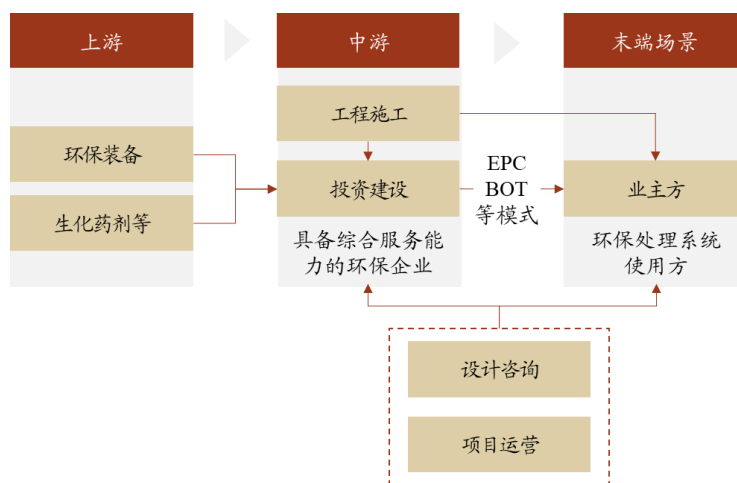 上游
中游
末端场景
工程施工
环保装备
投资建设
EPC
BOT
等模式
业主方
生化药剂等
具备综合服务能
力的环保企业
环保处理系统
使用方
设计咨询
项目运营